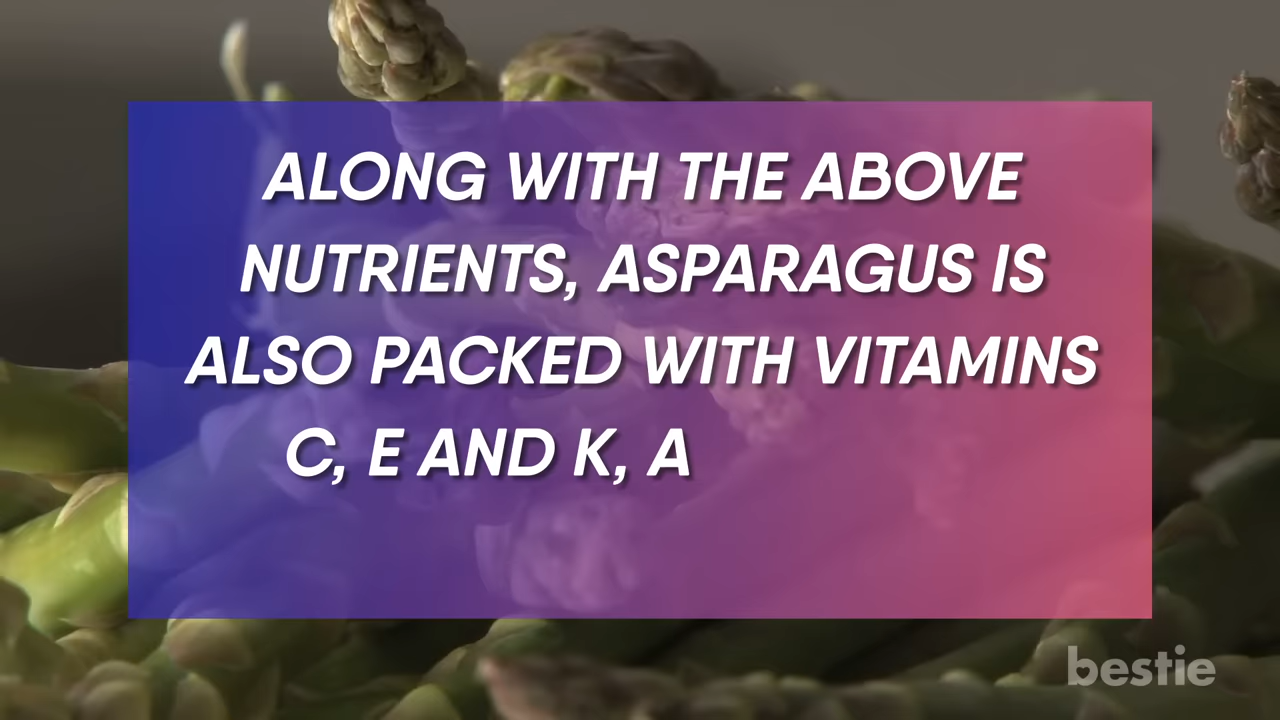 ALONG WITH THE ABOVE
NUTRIENTS, ASPARAGUS IS
ALSO PACKED WITH VITAMINS
C, E AND K, A
bestie